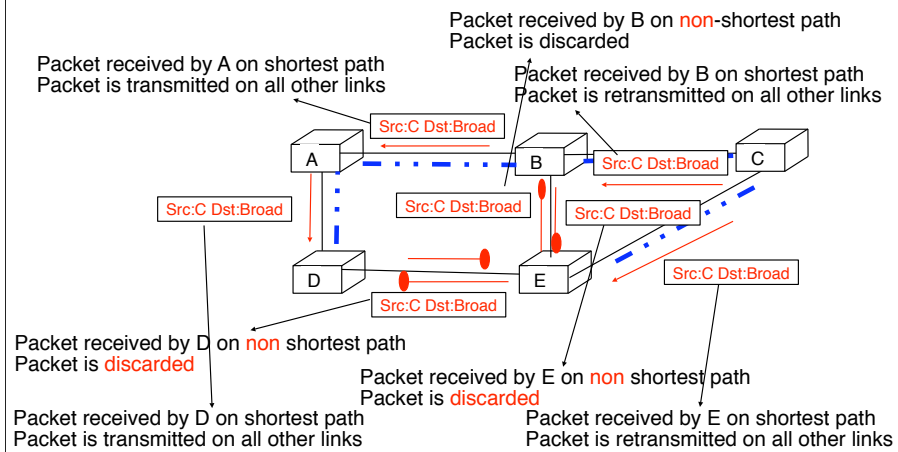 Packet received by B on non-shortest path
Packet is discarded
Packet received by A on shortest path
Packet is transmitted on all other links
Packet received by B on shortest path
Packet is retransmitted on all other links
Src:C Dst:Broad
A
B
C
Src:C Dst:Broad
Src:C Dst:Broad
Src:C Dst:Broad
Src:C Dst:Broad
D
E
Src:C Dst:Broad
Src:C Dst:Broad
Packet received by D on non shortest path
Packet is discarded
Packet received by E on non shortest path
Packet is discarded
Packet received by D on shortest path
Packet is transmitted on all other links
Packet received by E on shortest path
Packet is retransmitted on all other links